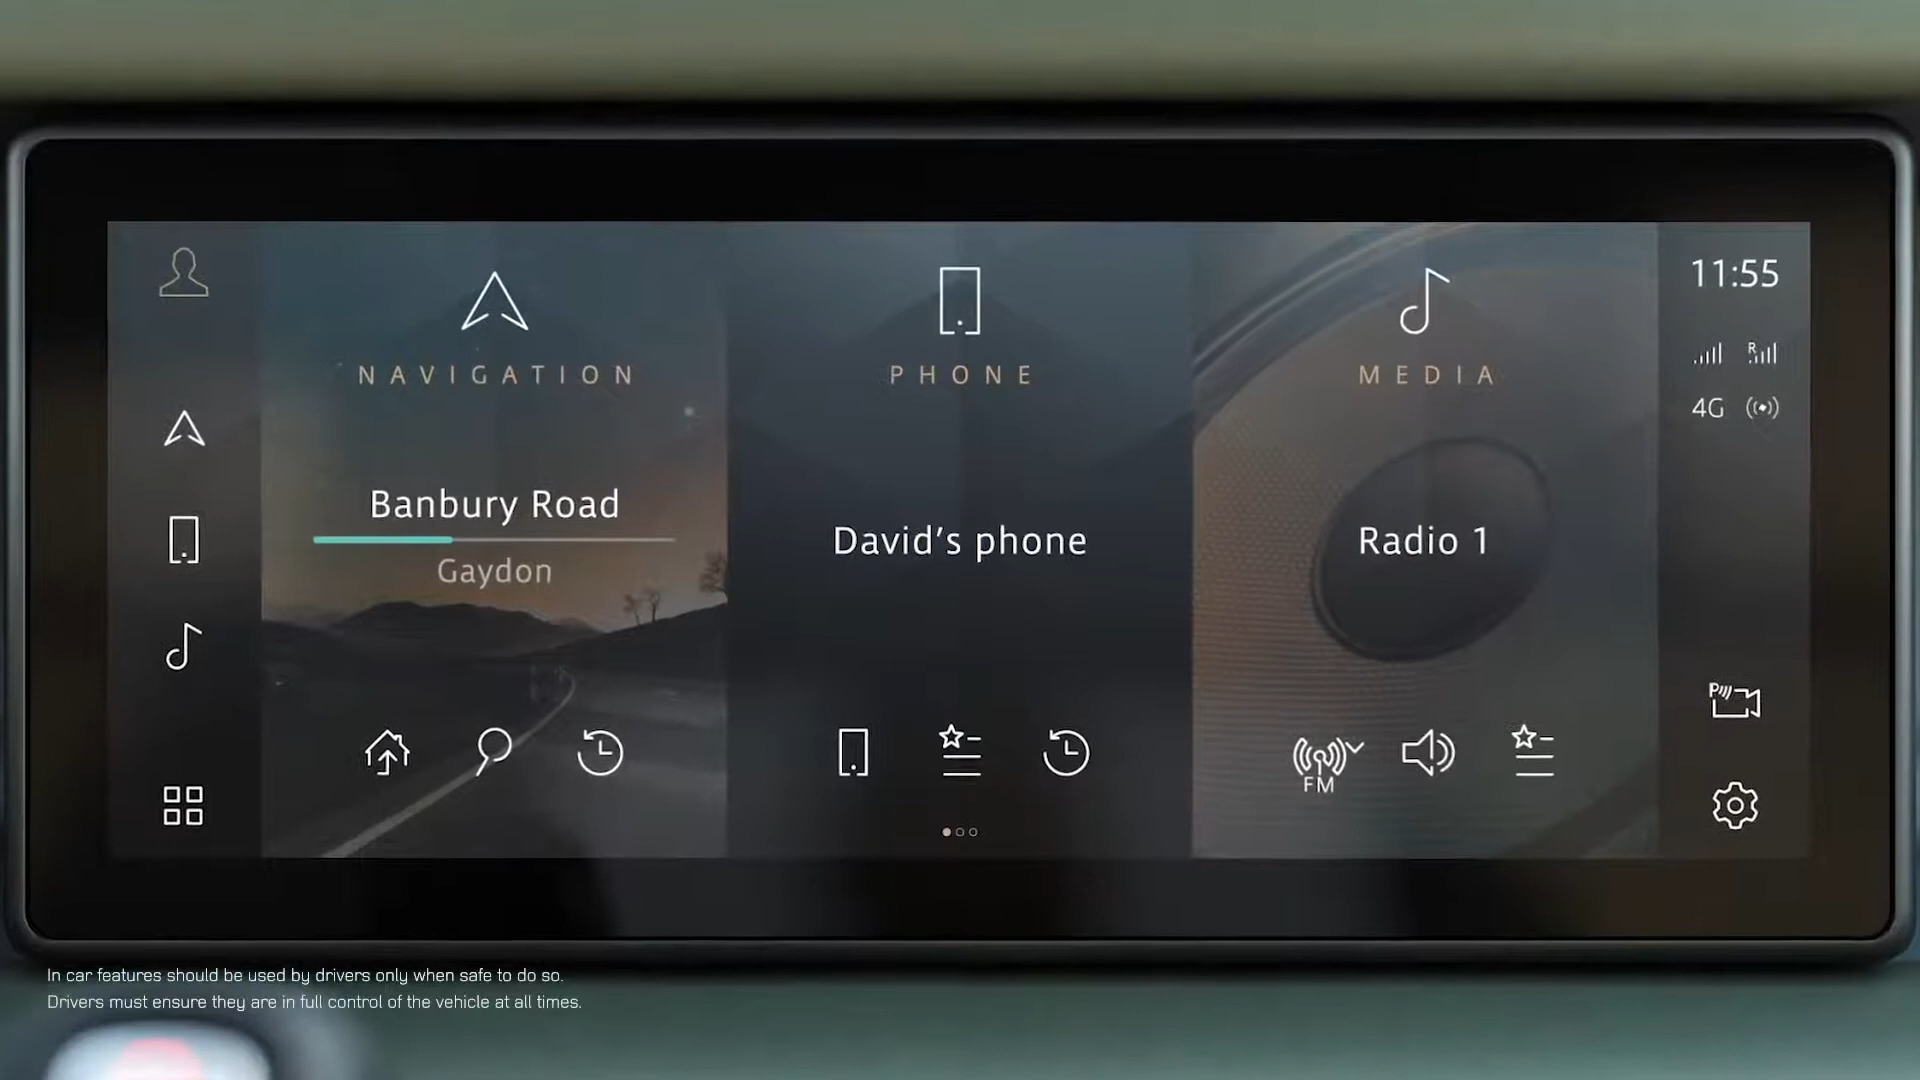 NAVIGATION
Banbury Road
Gaydon
PHONE
David's phone
MEDIA
Radio 1
FM
11:55
R
4G
P
In car features should be used by drivers only when safe to do so.
Drivers must ensure they are in full control of the vehicle at all times.